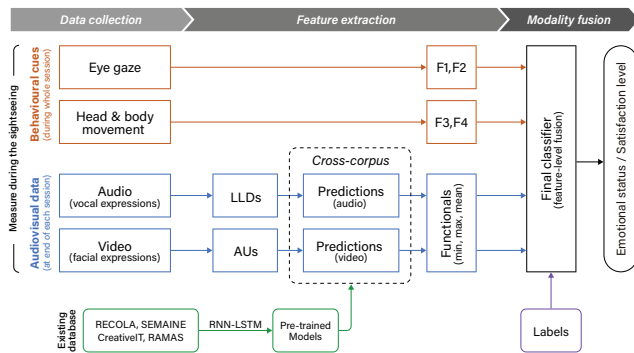 Data collection
Feature extraction
Modality fusion
Measure during the sightseeing
Behavioural cues
(during whole session)
Eye gaze
F1,F2
Head & body
movement
F3,F4
Audiovisual data
(at end of each session)
Cross-corpus
Audio
(vocal expressions)
LLDs
Predictions
(audio)
Video
(facial expressions)
AUs
Predictions
(video)
Functionals
(min, max, mean)
Final classifier
(feature-level fusion)
Emotional status / Satisfaction level
Existing
database
RECOLA, SEMAINE
CreativeIT, RAMAS
RNN-LSTM
Pre-trained
Models
Labels